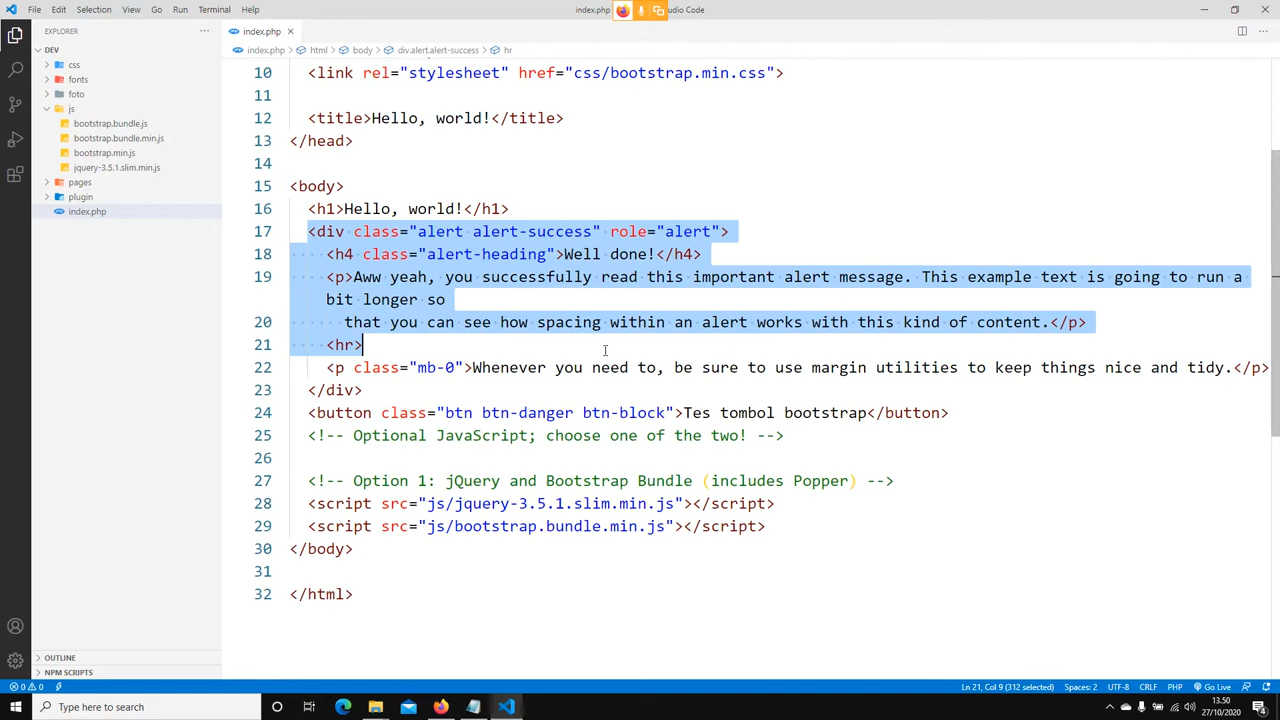 File Edit Selection View Go Run Terminal Help
index.php
udio Code
EXPLORER
index.php
DEV
css
fonts
foto
js
bootstrap.bundle.js
bootstrap.bundle.min.js
bootstrap.min.js
jquery-3.5.1.slim.min.js
pages
plugin
index.php
OUTLINE
NPM SCRIPTS
index.php html body div.alert.alert-success hr
10 <link rel="stylesheet" href="css/bootstrap.min.css">
11
12 <title>Hello, world!</title>
13 </head>
14
15 <body>
16 <h1>Hello, world!</h1>
17 <div class="alert alert-success" role="alert">
18 <h4 class="alert-heading">Well done!</h4>
19 <p>Aww yeah, you successfully read this important alert message. This example text is going to run a
bit longer so
20 that you can see how spacing within an alert works with this kind of content.</p>
21 <hr>
22 <p class="mb-0">Whenever you need to, be sure to use margin utilities to keep things nice and tidy.</p>
23 </div>
24 <button class="btn btn-danger btn-block">Tes tombol bootstrap</button>
25 <!-- Optional JavaScript; choose one of the two! -->
26
27 <!-- Option 1: jQuery and Bootstrap Bundle (includes Popper) -->
28 <script src="js/jquery-3.5.1.slim.min.js"></script>
29 <script src="js/bootstrap.bundle.min.js"></script>
30 </body>
31
32 </html>
0 0 Ln 21, Col 9 (312 selected) Spaces: 2 UTF-8 CRLF PHP Go Live
Type here to search
13.50
27/10/2020
4